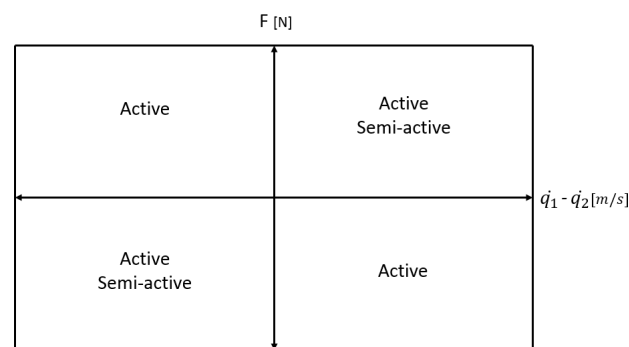 F [N]
Active
Active
Semi-active
q̇₁ - q̇₂[m/s]
Active
Semi-active
Active